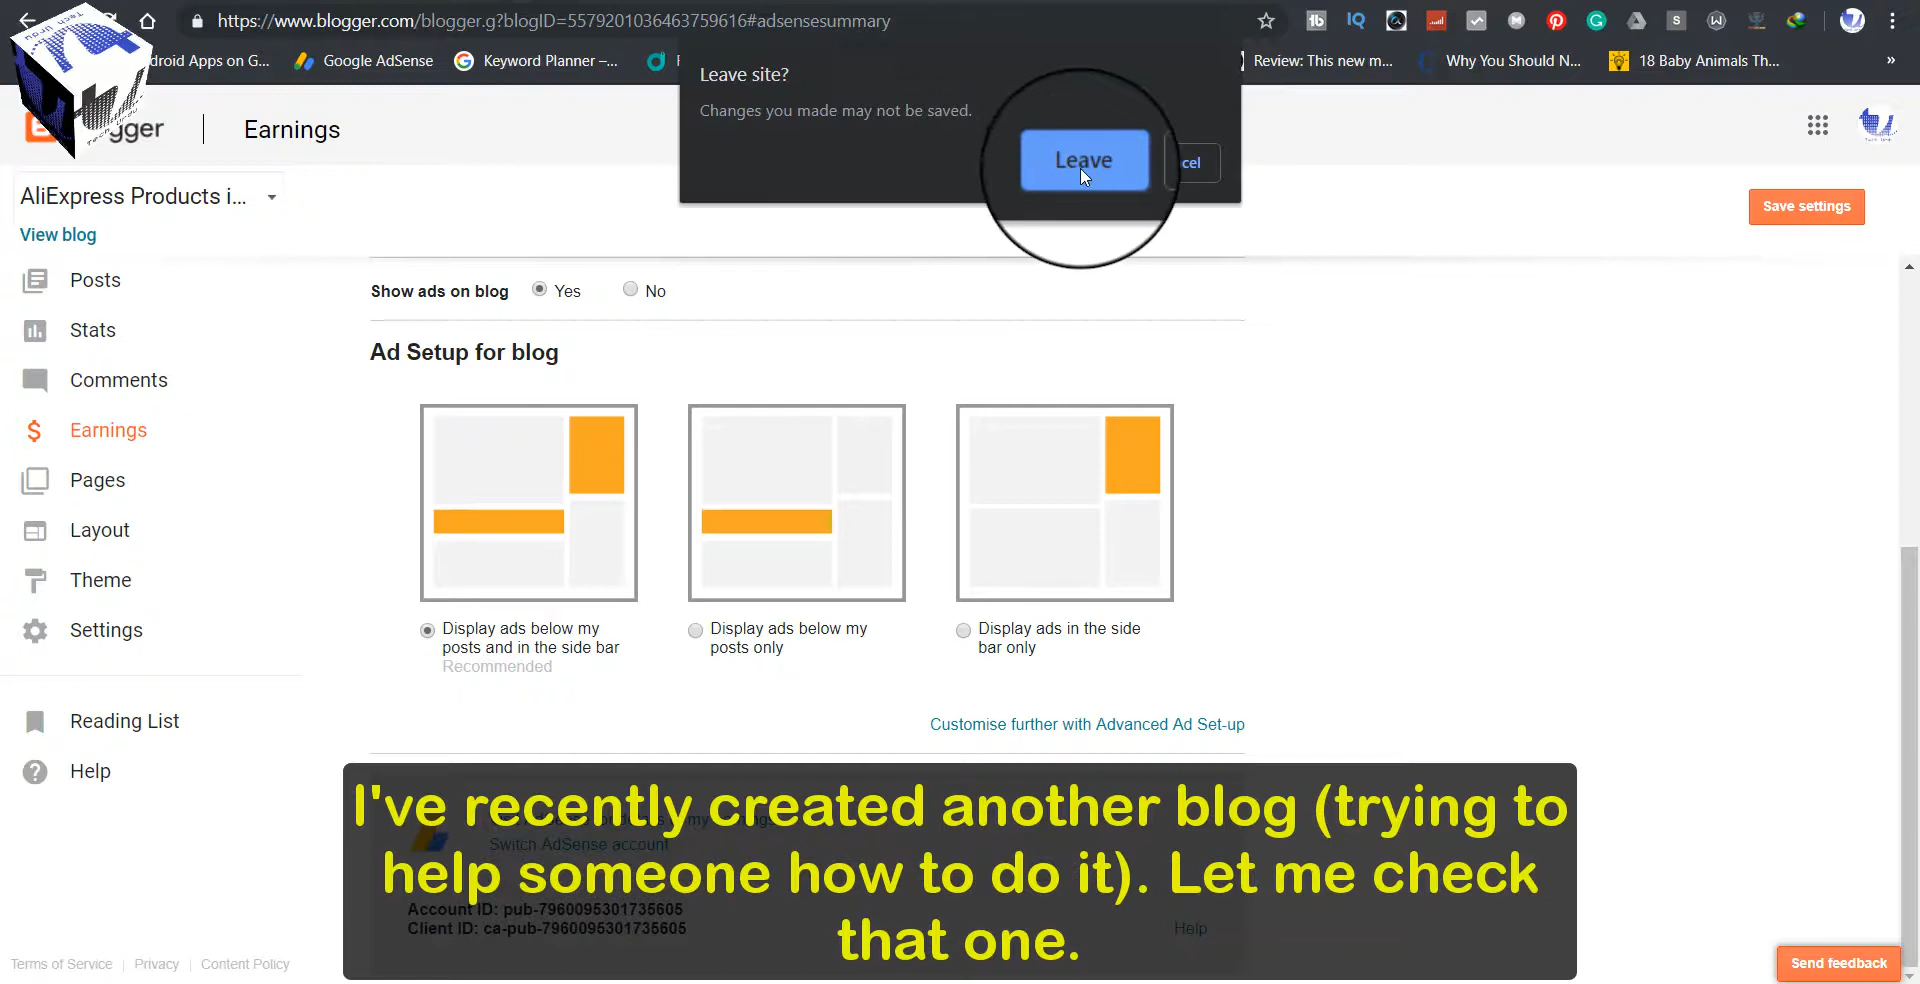 https://www.blogger.com/blogger.g?blogID=5579201036463759616#adsensesummary
droid Apps on G...
Google AdSense
Keyword Planner –...
Review: This new m...
Why You Should N...
18 Baby Animals Th...
»
Leave site?
Changes you made may not be saved.
Leave
cel
gger
Earnings
AliExpress Products i...
View blog
Save settings
Posts
Stats
Comments
Earnings
Pages
Layout
Theme
Settings
Reading List
Help
Show ads on blog Yes No
Ad Setup for blog
Display ads below my
posts and in the side bar
Recommended
Display ads below my
posts only
Display ads in the side
bar only
Customise further with Advanced Ad Set-up
I've recently created another blog (trying to
help someone how to do it). Let me check
that one.
Switch AdSense account
Account ID: pub-7960095301735605
Client ID: ca-pub-7960095301735605
Help
Terms of Service | Privacy | Content Policy
Send feedback